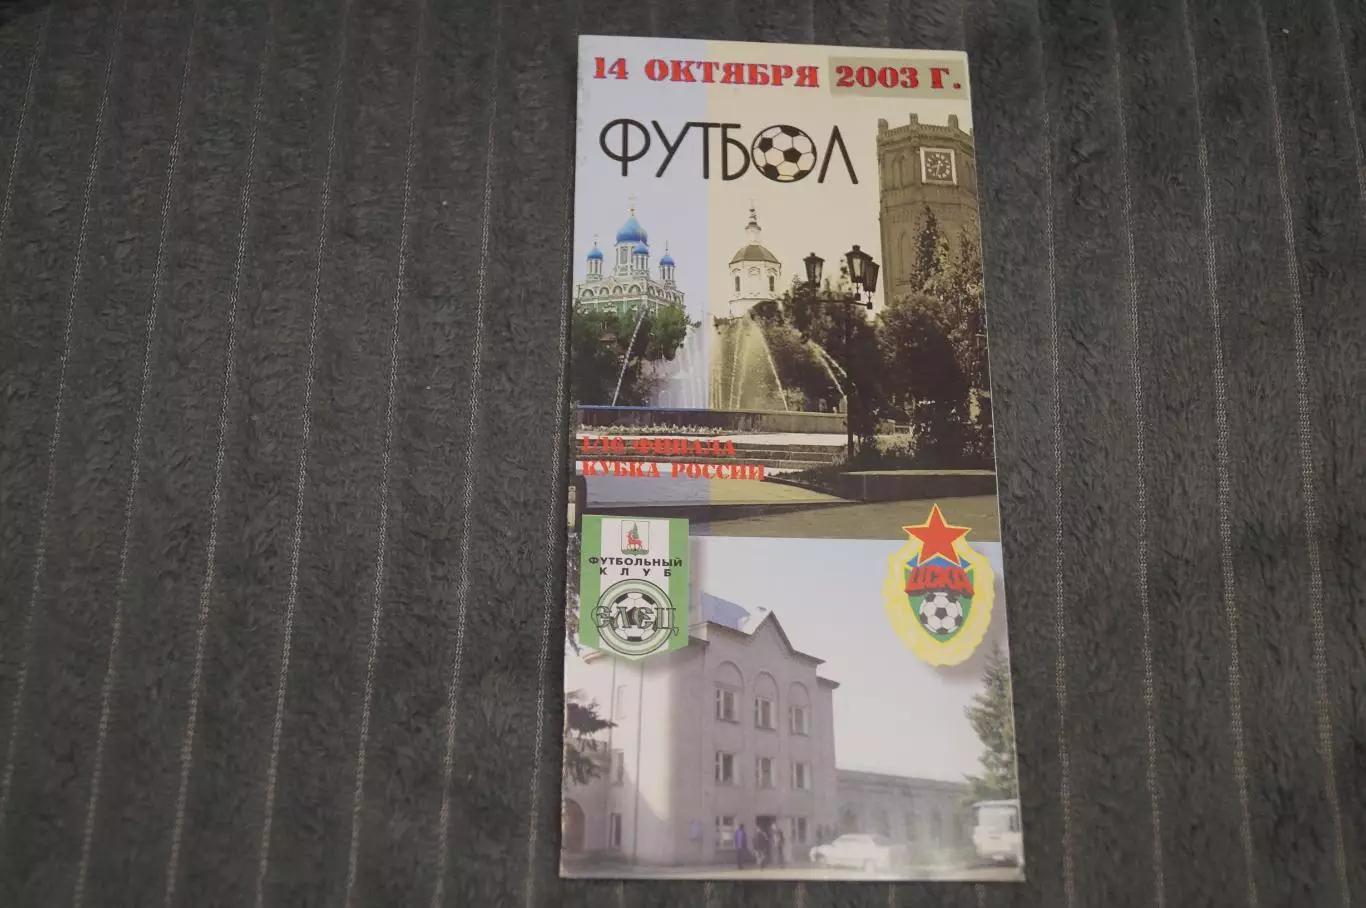 14 ОКТЯБРЯ 2003 Г.
ФУТБОЛ
1/16 ФИНАЛА
КУБКА РОССИИ
ФУТБОЛЬНЫЙ
КЛУБ
ЕЛЕЦ
ЦСКА